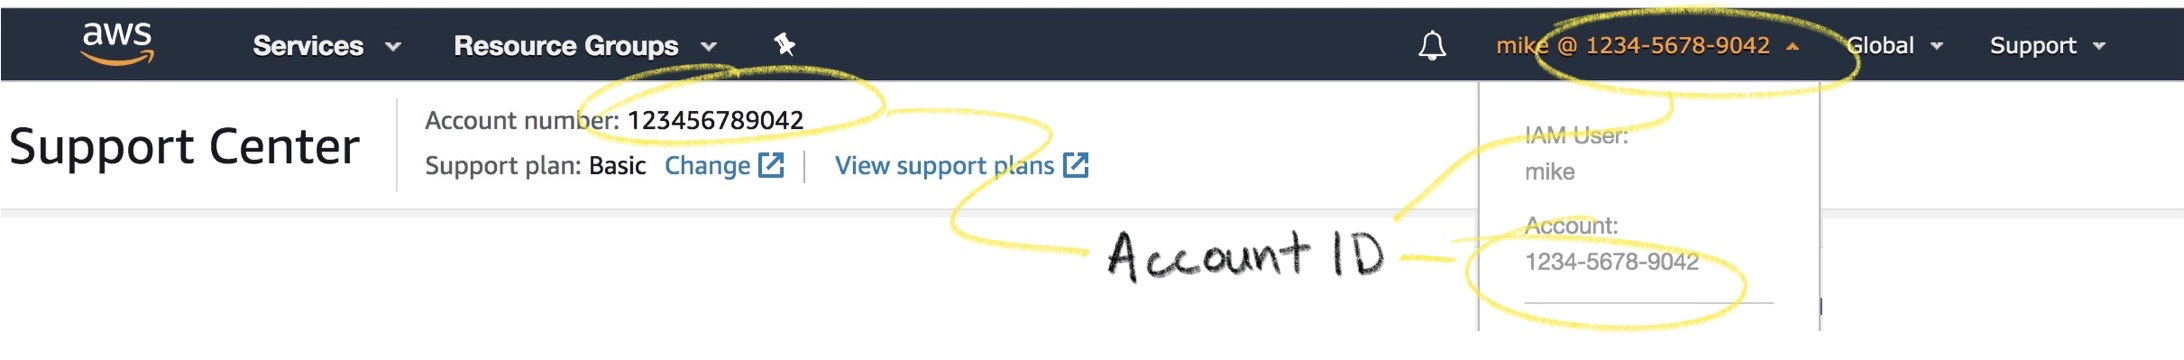 aws Services Resource Groups mike @ 1234-5678-9042 Global Support
Support Center
Account number: 123456789042
Support plan: Basic Change View support plans
IAM User:
mike
Account:
1234-5678-9042
Account ID